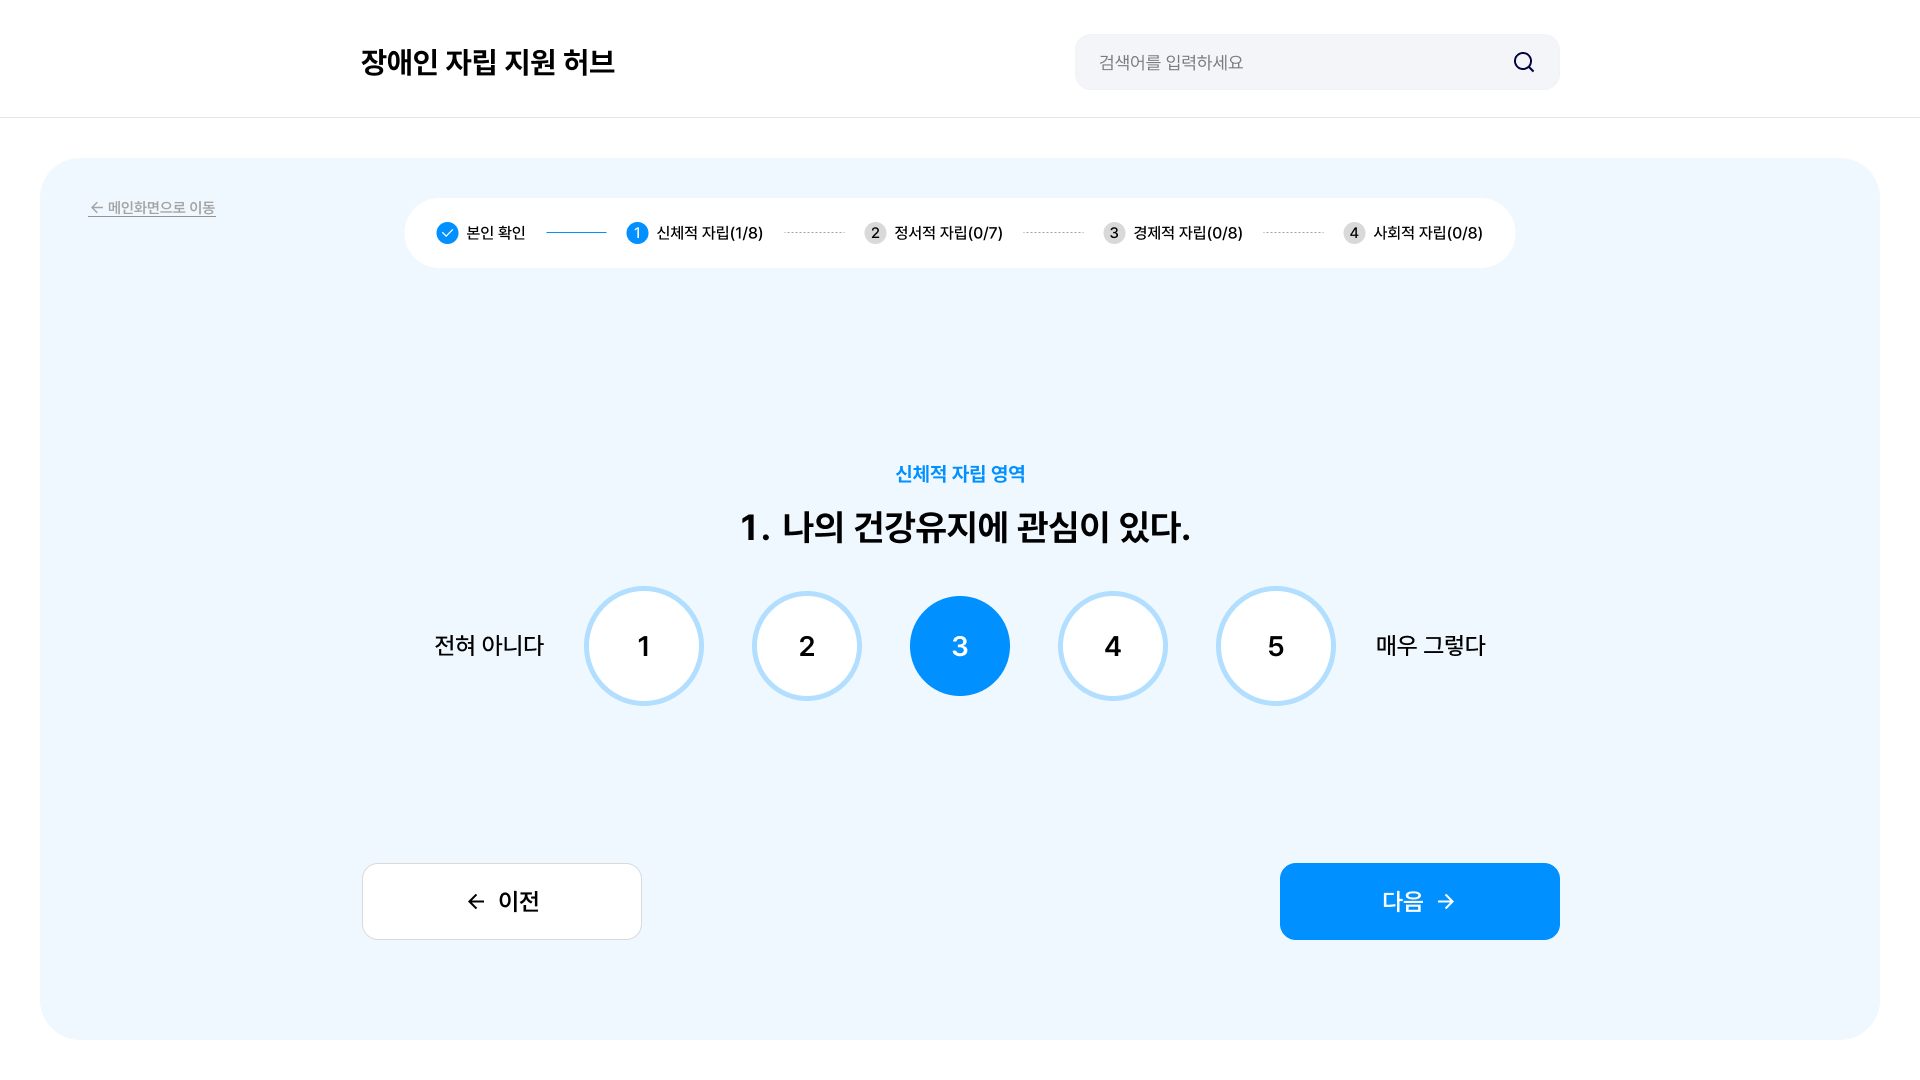 장애인 자립 지원 허브
검색어를 입력하세요
← 메인화면으로 이동
본인 확인
1 신체적 자립(1/8)
2 정서적 자립(0/7)
3 경제적 자립(0/8)
4 사회적 자립(0/8)
신체적 자립 영역
1. 나의 건강유지에 관심이 있다.
전혀 아니다
1
2
3
4
5
매우 그렇다
← 이전
다음 →